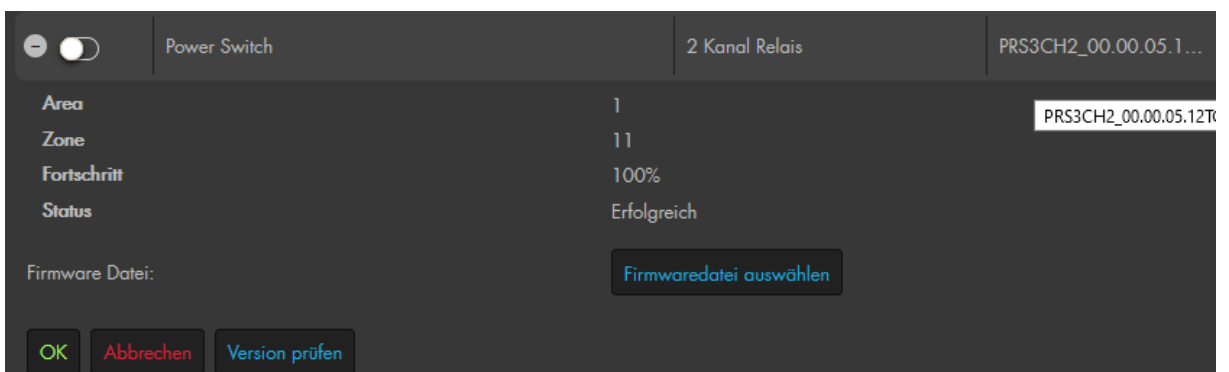 Power Switch 2 Kanal Relais PRS3CH2_00.00.05.1...
Area 1
PRS3CH2_00.00.05.12T
Zone 11
Fortschritt 100%
Status Erfolgreich
Firmware Datei: Firmwaredatei auswählen
OK Abbrechen Version prüfen